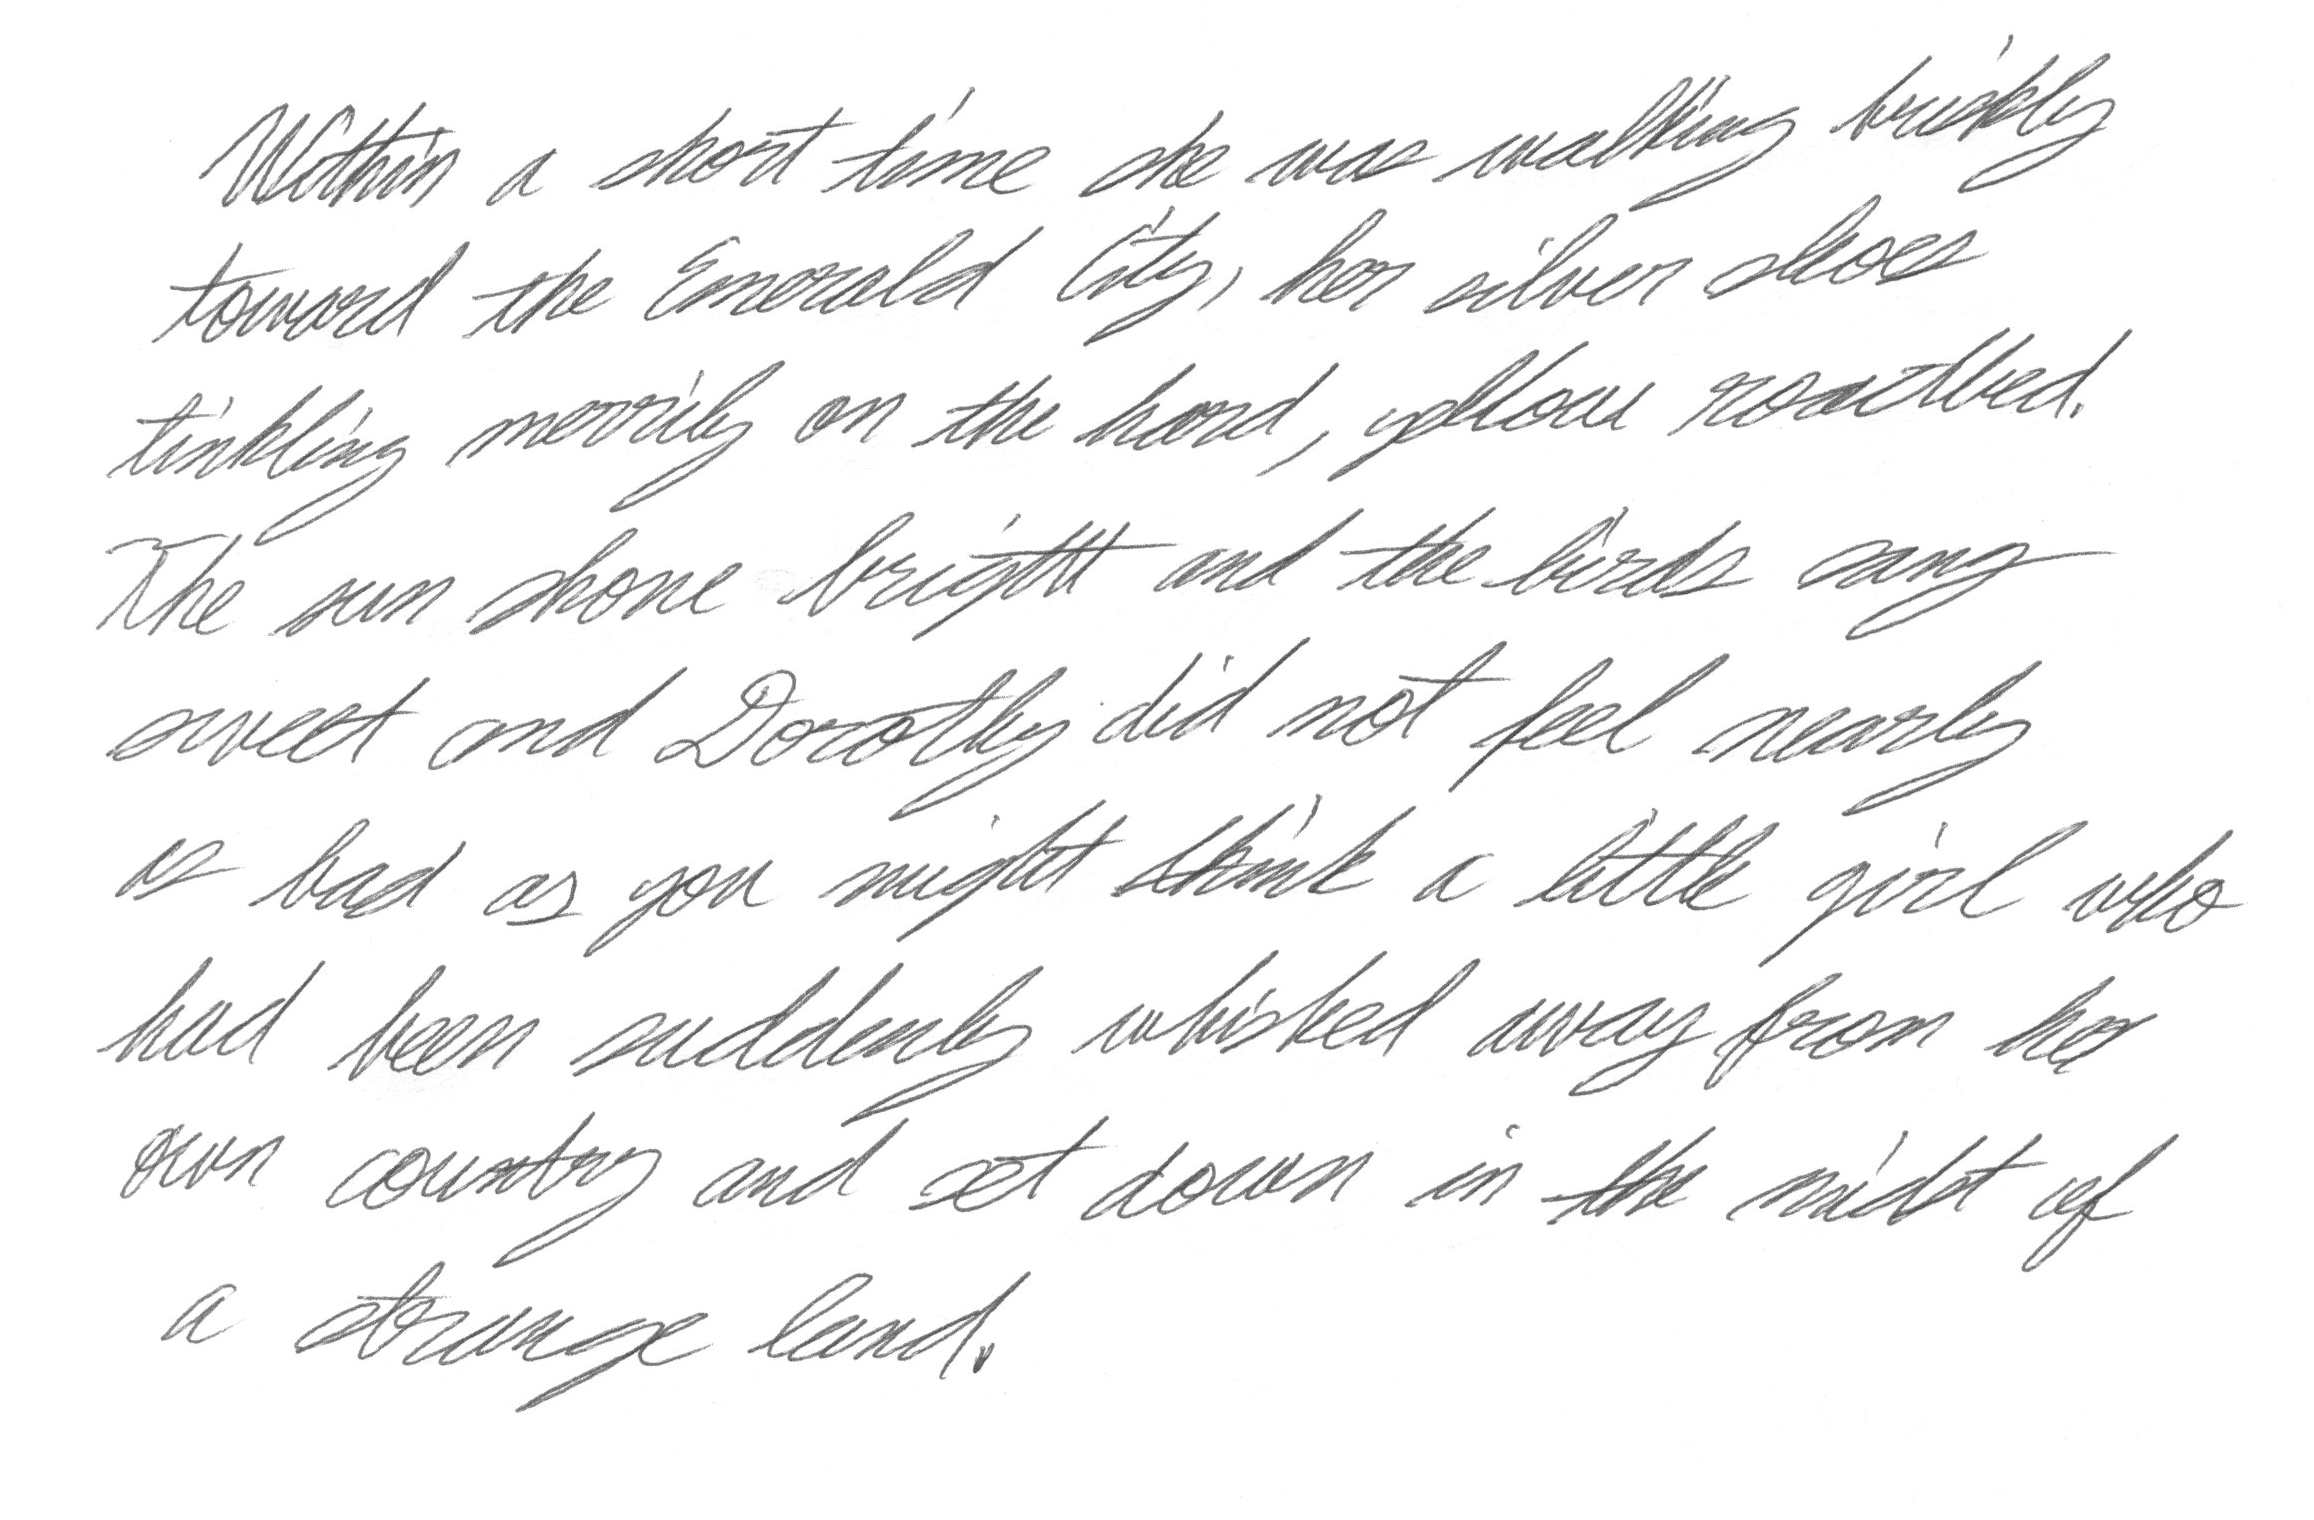 Within a short time she was walking briskly
toward the Emerald City, her silver shoes
tinkling merrily on the hard, yellow roadbed.
The sun shone bright and the birds sang
sweet and Dorothy did not feel nearly
as bad as you might think a little girl who
had been suddenly whisked away from her
own country and set down in the midst of
a strange land.